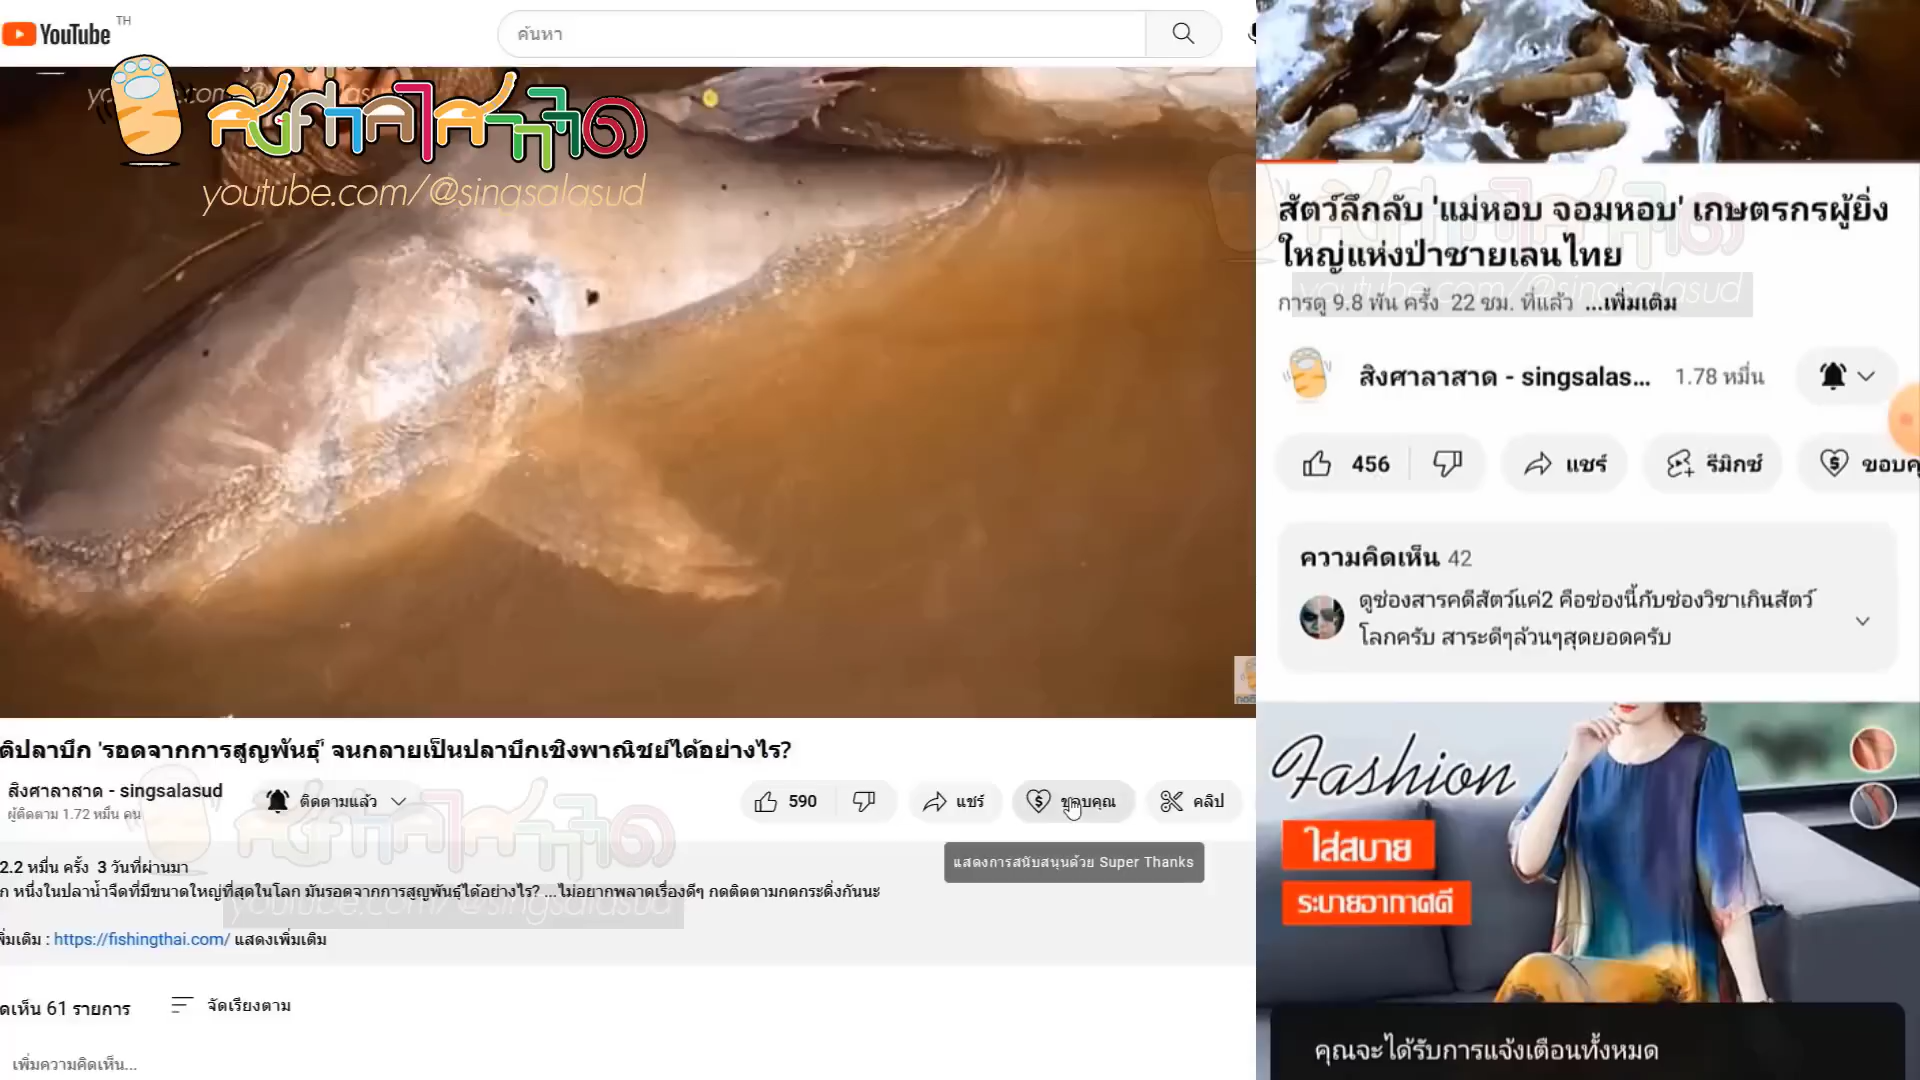 YouTube TH
ค้นหา
สิงศาลาสาด
youtube.com/@singsalasud
ติปลาบึก 'รอดจากการสูญพันธุ์' จนกลายเป็นปลาบึกเชิงพาณิชย์ได้อย่างไร?
สิงศาลาสาด - singsalasud
ผู้ติดตาม 1.72 หมื่น คน
ติดตามแล้ว
590
แชร์
ขอบคุณ
คลิป
แสดงการสนับสนุนด้วย Super Thanks
2.2 หมื่น ครั้ง 3 วันที่ผ่านมา
ก หนึ่งในปลาน้ำจืดที่มีขนาดใหญ่ที่สุดในโลก มันรอดจากการสูญพันธุ์ได้อย่างไร? ...ไม่อยากพลาดเรื่องดีๆ กดติดตามกดกระดิ่งกันนะ
youtube.com/@singsalasud
พิ่มเติม : https://fishingthai.com/ แสดงเพิ่มเติม
ดเห็น 61 รายการ
จัดเรียงตาม
เพิ่มความคิดเห็น...
สัตว์ลึกลับ 'แม่หอบ จอมหอบ' เกษตรกรผู้ยิ่ง
ใหญ่แห่งป่าชายเลนไทย
การดู 9.8 พัน ครั้ง 22 ชม. ที่แล้ว ...เพิ่มเติม
youtube.com/@singsalasud
สิงศาลาสาด - singsalas... 1.78 หมื่น
456
แชร์
รีมิกซ์
ขอบคุ
ความคิดเห็น 42
ดูช่องสารคดีสัตว์แค่2 คือช่องนี้กับช่องวิชาเกินสัตว์
โลกครับ สาระดีๆล้วนๆสุดยอดครับ
Fashion
ใส่สบาย
ระบายอากาศดี
คุณจะได้รับการแจ้งเตือนทั้งหมด